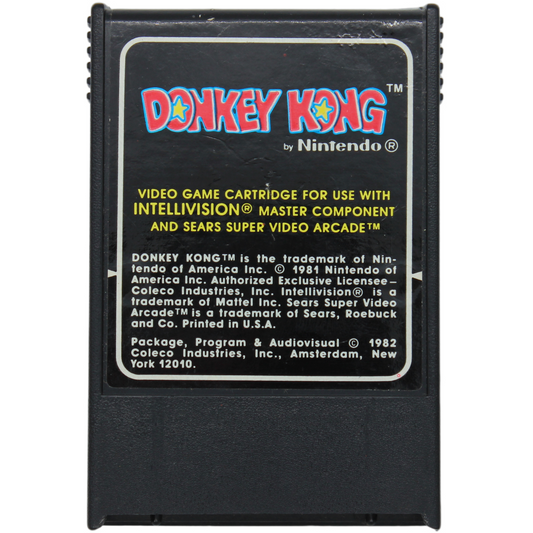 DONKEY KONG™
by Nintendo®
VIDEO GAME CARTRIDGE FOR USE WITH
INTELLIVISION® MASTER COMPONENT
AND SEARS SUPER VIDEO ARCADE™
DONKEY KONG™ is the trademark of Nin-
tendo of America Inc. © 1981 Nintendo of
America Inc. Authorized Exclusive Licensee—
Coleco Industries, Inc. Intellivision® is a
trademark of Mattel Inc. Sears Super Video
Arcade™ is a trademark of Sears, Roebuck
and Co. Printed in U.S.A.
Package, Program & Audiovisual © 1982
Coleco Industries, Inc., Amsterdam, New
York 12010.